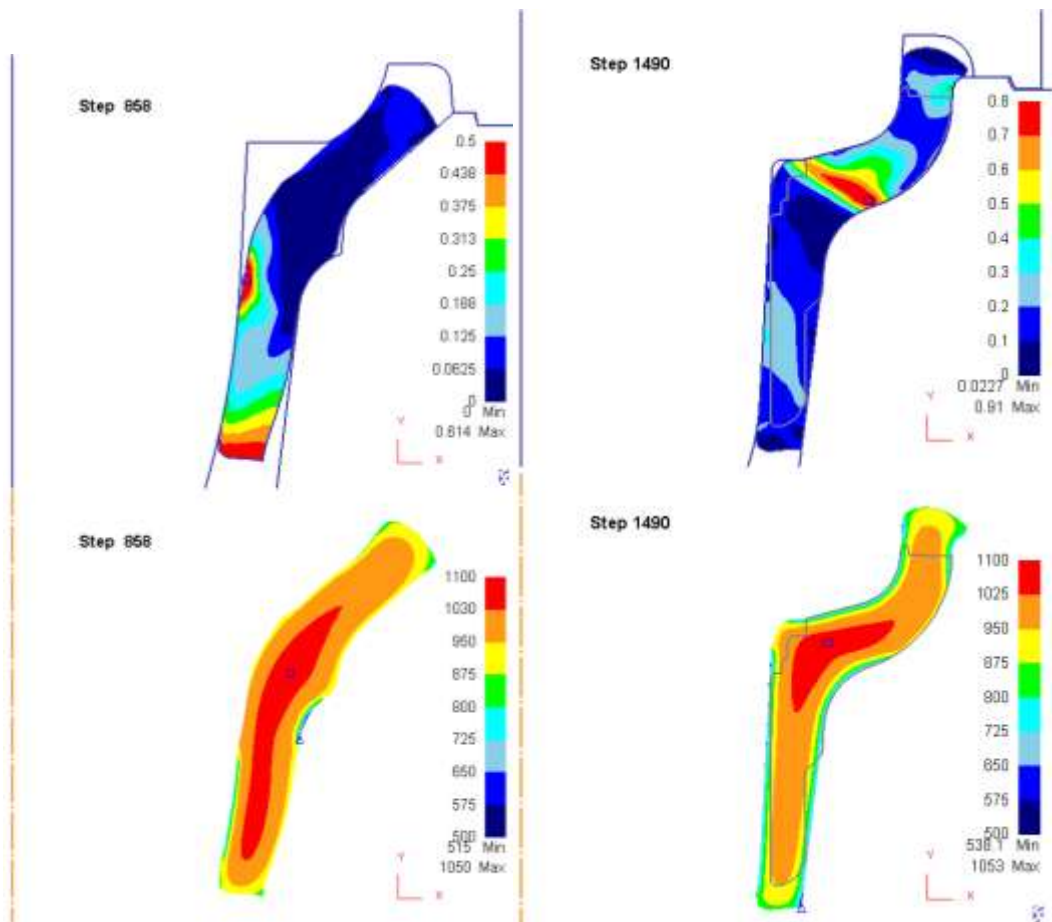 Step 858
0.5
0.438
0.375
0.313
0.25
0.188
0.125
0.0625
0
0 Min
0.814 Max
Y
X
Step 1490
0.8
0.7
0.6
0.5
0.4
0.3
0.2
0.1
0
0.0227 Min
0.91 Max
Y
X
Step 858
1100
1030
950
875
800
725
650
575
500
515 Min
1050 Max
Y
X
Step 1490
1100
1025
950
875
800
725
650
575
500
538.1 Min
1053 Max
Y
X